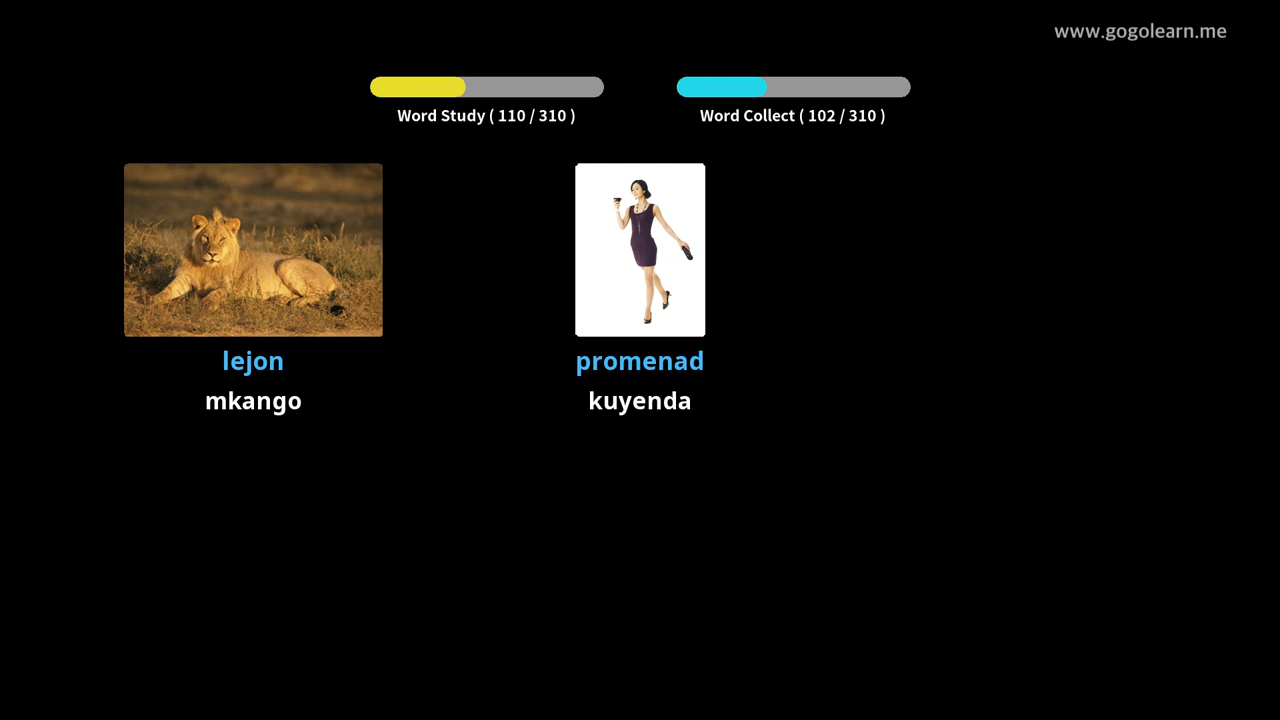 www.gogolearn.me
Word Study ( 110 / 310 )
Word Collect ( 102 / 310 )
lejon
promenad
mkango
kuyenda